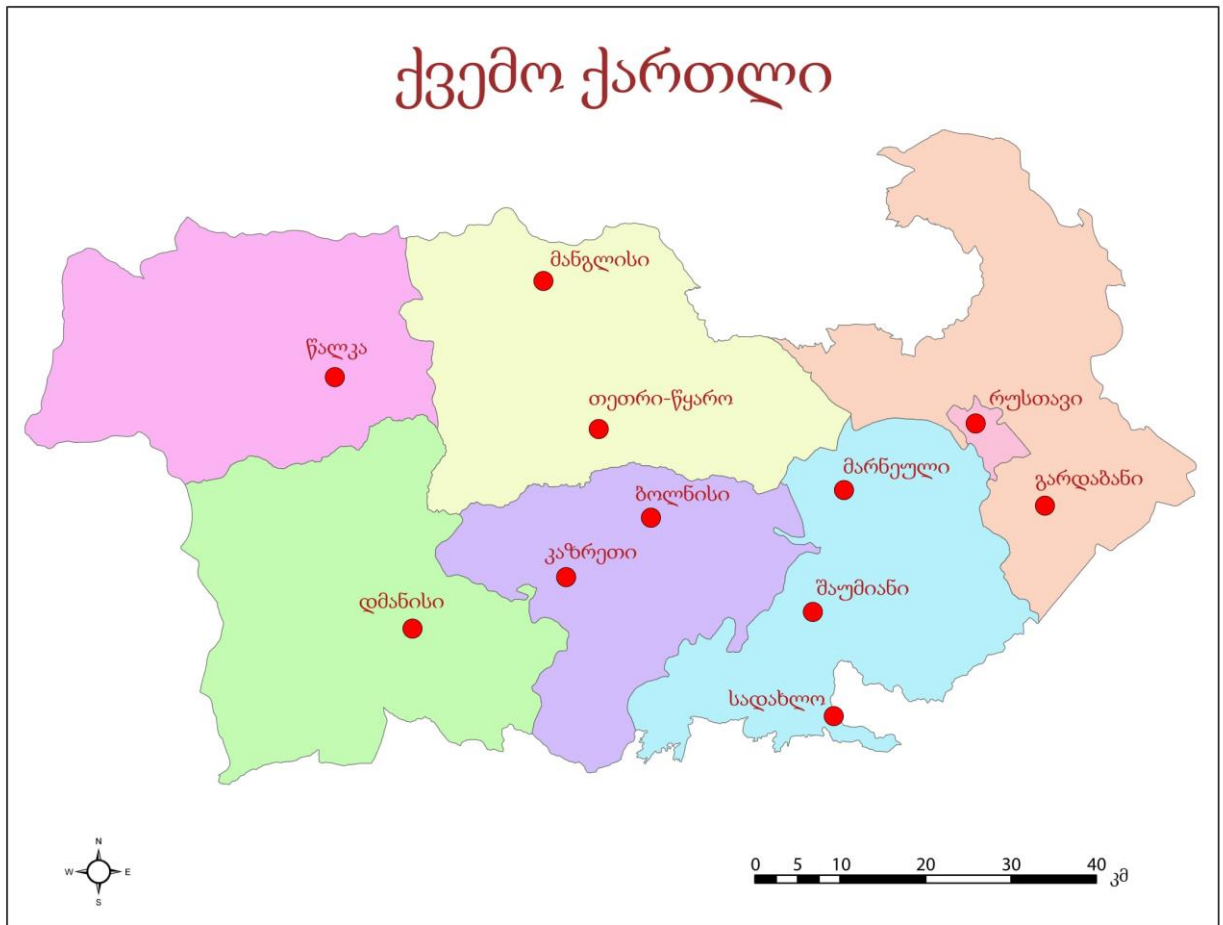 ქვემო ქართლი
მანგლისი
წალკა
თეთრი-წყარო
რუსთავი
მარნეული
გარდაბანი
ბოლნისი
კაზრეთი
შაუმიანი
დმანისი
სადახლო
N
W E
S
0 5 10 20 30 40
კმ